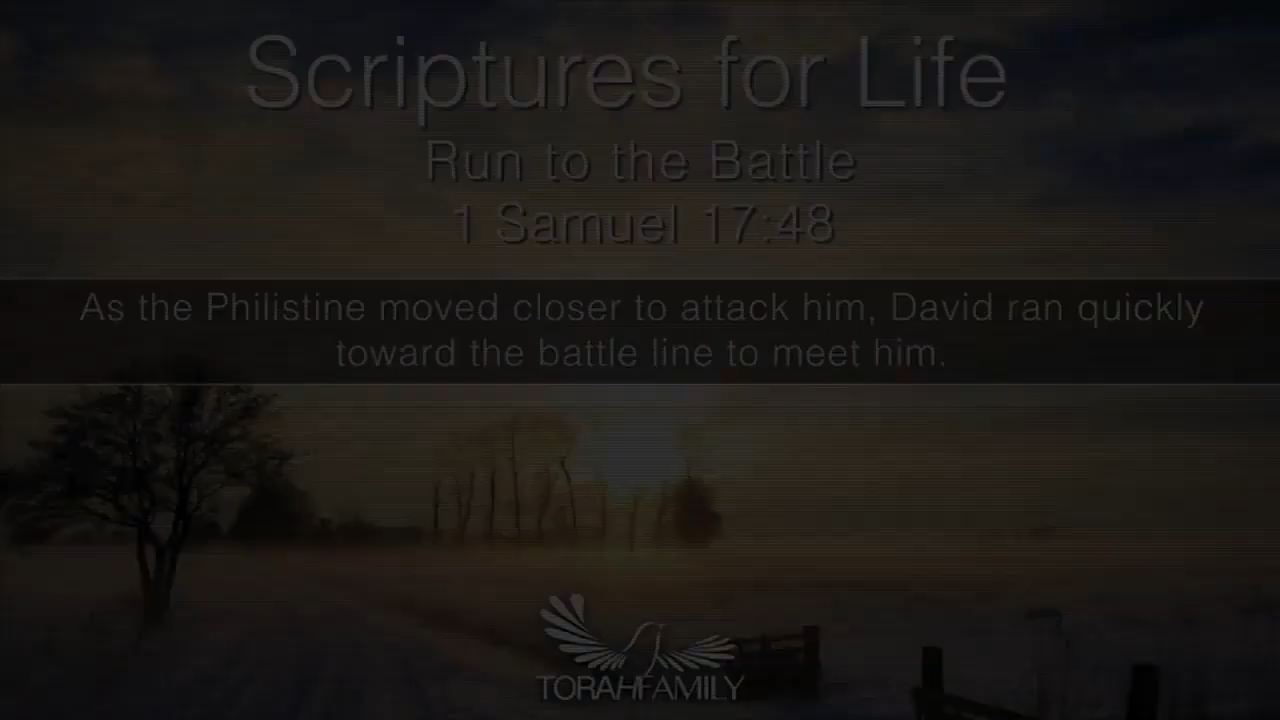 Scriptures for Life
Run to the Battle
1 Samuel 17:48
As the Philistine moved closer to attack him, David ran quickly
toward the battle line to meet him.
TORAHFAMILY